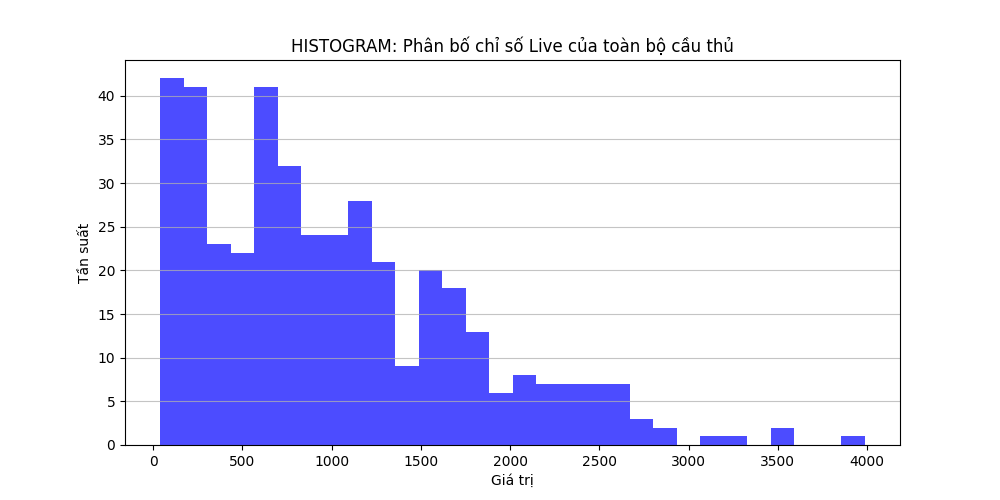 HISTOGRAM: Phân bố chỉ số Live của toàn bộ cầu thủ
40
35
30
25
20
15
10
5
0
Tần suất
0 500 1000 1500 2000 2500 3000 3500 4000
Giá trị